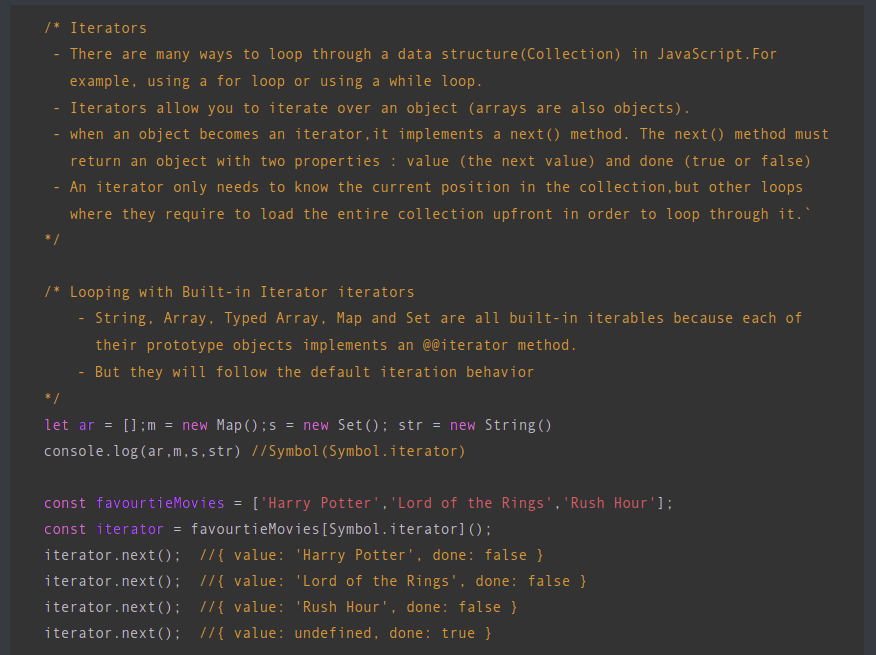 /* Iterators
- There are many ways to loop through a data structure(Collection) in JavaScript.For
example, using a for loop or using a while loop.
- Iterators allow you to iterate over an object (arrays are also objects).
- when an object becomes an iterator,it implements a next() method. The next() method must
return an object with two properties : value (the next value) and done (true or false)
- An iterator only needs to know the current position in the collection,but other loops
where they require to load the entire collection upfront in order to loop through it.`
*/
/* Looping with Built-in Iterator iterators
- String, Array, Typed Array, Map and Set are all built-in iterables because each of
their prototype objects implements an @@iterator method.
- But they will follow the default iteration behavior
*/
let ar = [];m = new Map();s = new Set(); str = new String()
console.log(ar,m,s,str) //Symbol(Symbol.iterator)
const favourtieMovies = ['Harry Potter','Lord of the Rings','Rush Hour'];
const iterator = favourtieMovies[Symbol.iterator]();
iterator.next();  //{ value: 'Harry Potter', done: false }
iterator.next();  //{ value: 'Lord of the Rings', done: false }
iterator.next();  //{ value: 'Rush Hour', done: false }
iterator.next();  //{ value: undefined, done: true }